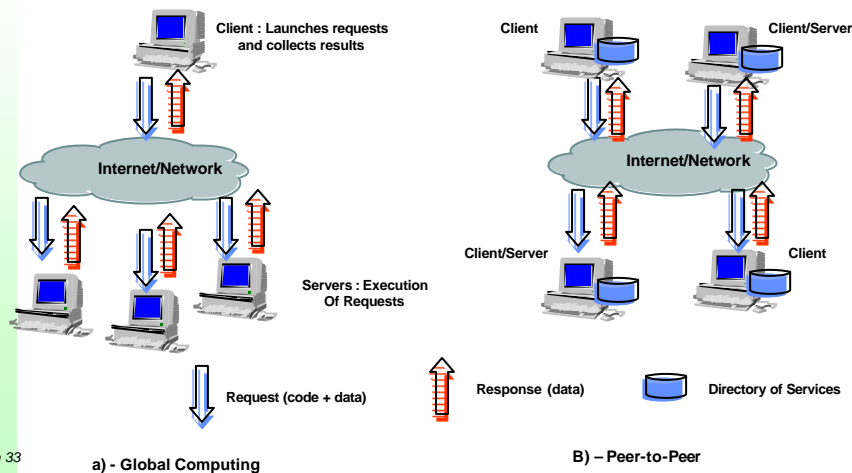 Client : Launches requests
and collects results
Internet/Network
Servers : Execution
Of Requests
Request (code + data)
a) - Global Computing
Client
Client/Server
Internet/Network
Client/Server
Client
Response (data)
Directory of Services
B) – Peer-to-Peer
33